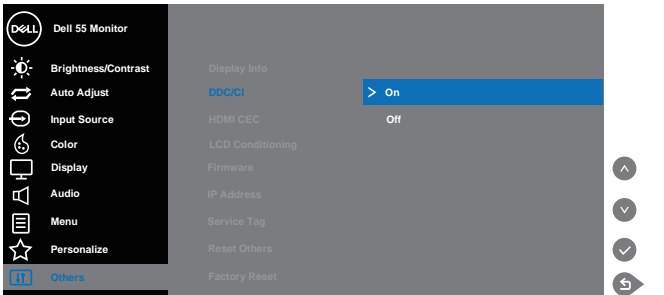 DELL
Dell 55 Monitor
Brightness/Contrast
Auto Adjust
Input Source
Color
Display
Audio
Menu
Personalize
Others
Display Info
DDC/CI
HDMI CEC
LCD Conditioning
Firmware
IP Address
Service Tag
Reset Others
Factory Reset
On
Off